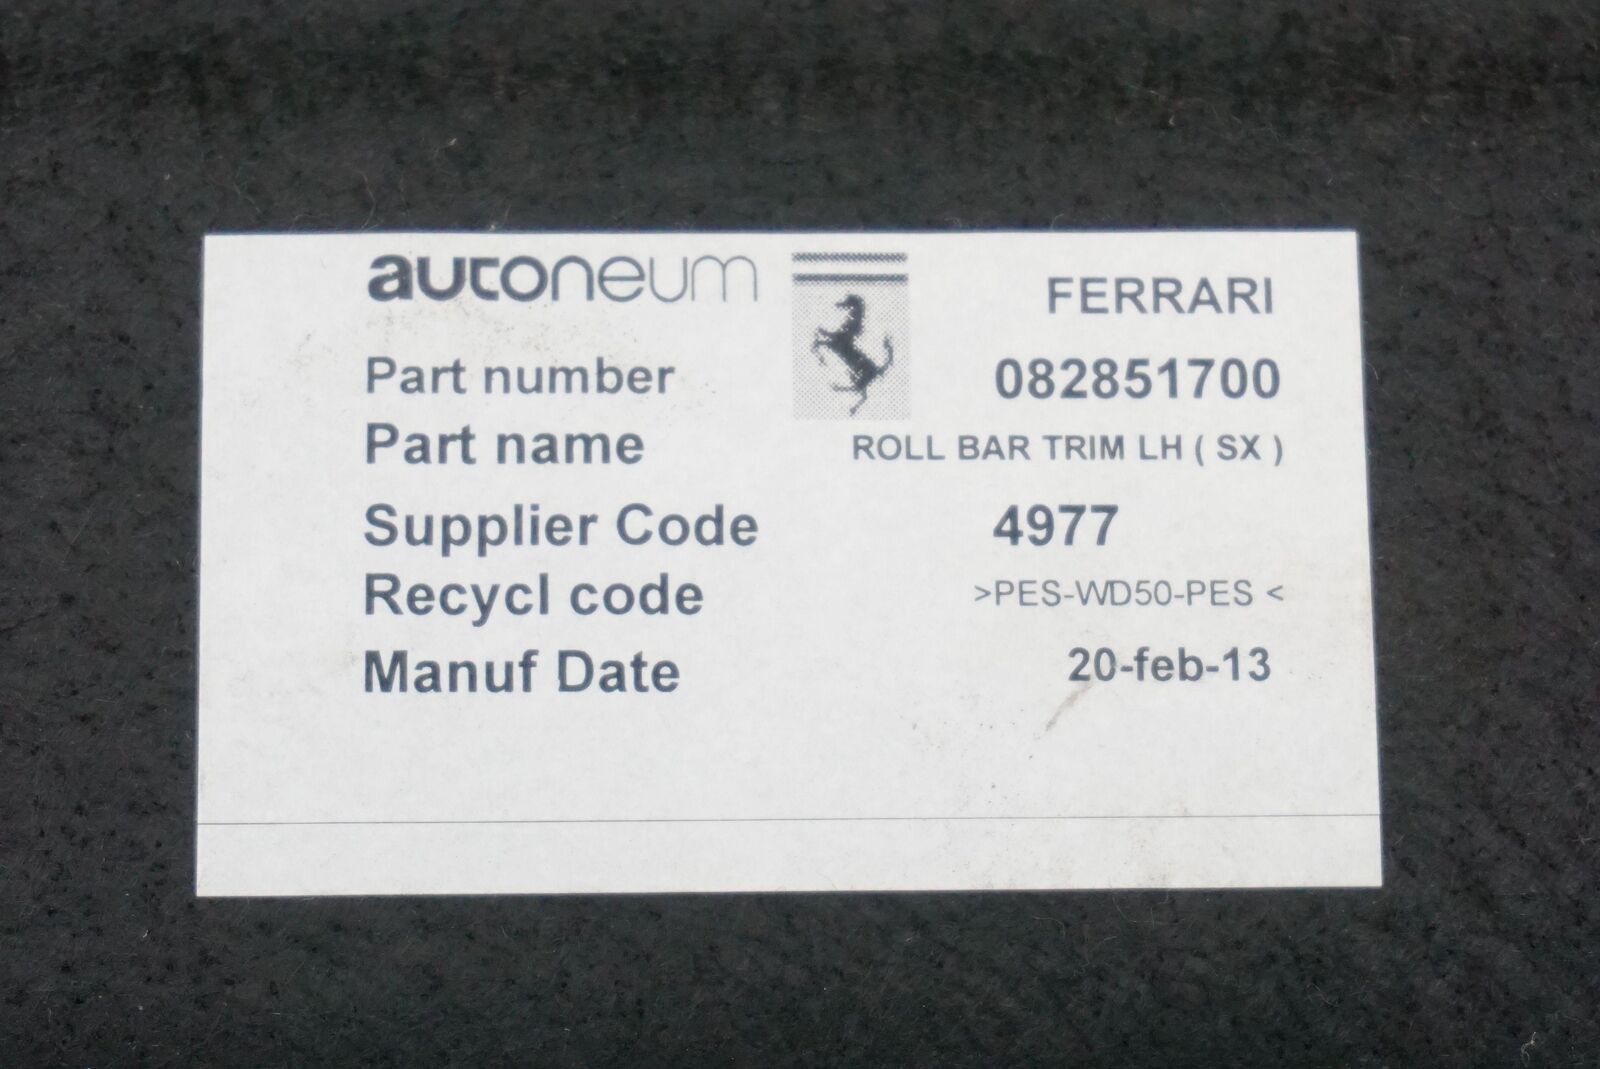 autoneum FERRARI
Part number 082851700
Part name ROLL BAR TRIM LH ( SX )
Supplier Code 4977
Recycl code >PES-WD50-PES <
Manuf Date 20-feb-13